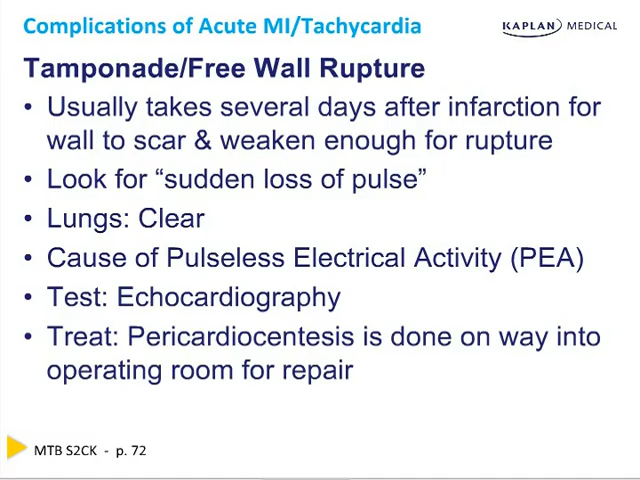 Complications of Acute MI/Tachycardia
KAPLAN MEDICAL
Tamponade/Free Wall Rupture
• Usually takes several days after infarction for
wall to scar & weaken enough for rupture
• Look for “sudden loss of pulse”
• Lungs: Clear
• Cause of Pulseless Electrical Activity (PEA)
• Test: Echocardiography
• Treat: Pericardiocentesis is done on way into
operating room for repair
MTB S2CK - p. 72